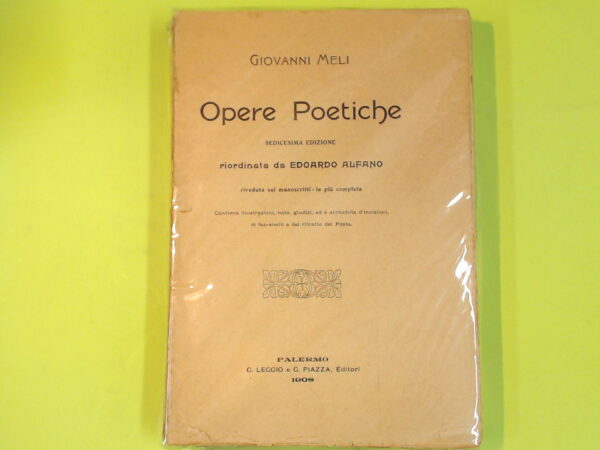 GIOVANNI MELI
Opere Poetiche
SEDICESIMA EDIZIONE
riordinata da EDOARDO ALFANO
riveduta sui manoscritti - la più completa
Contiene illustrazioni, note, giudizi, ed è arricchita d'incisioni,
di fac-simili e del ritratto del Poeta.
PALERMO
G. LEGGIO e G. PIAZZA, Editori
1908